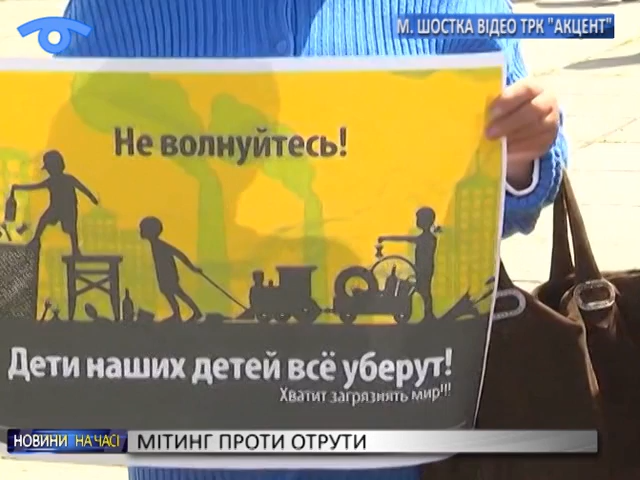 М. ШОСТКА ВІДЕО ТРК "АКЦЕНТ"
Не волнуйтесь!
Дети наших детей всё уберут!
Хватит загрязнять мир!!!
НОВИНИ НА ЧАСІ
МІТИНГ ПРОТИ ОТРУТИ